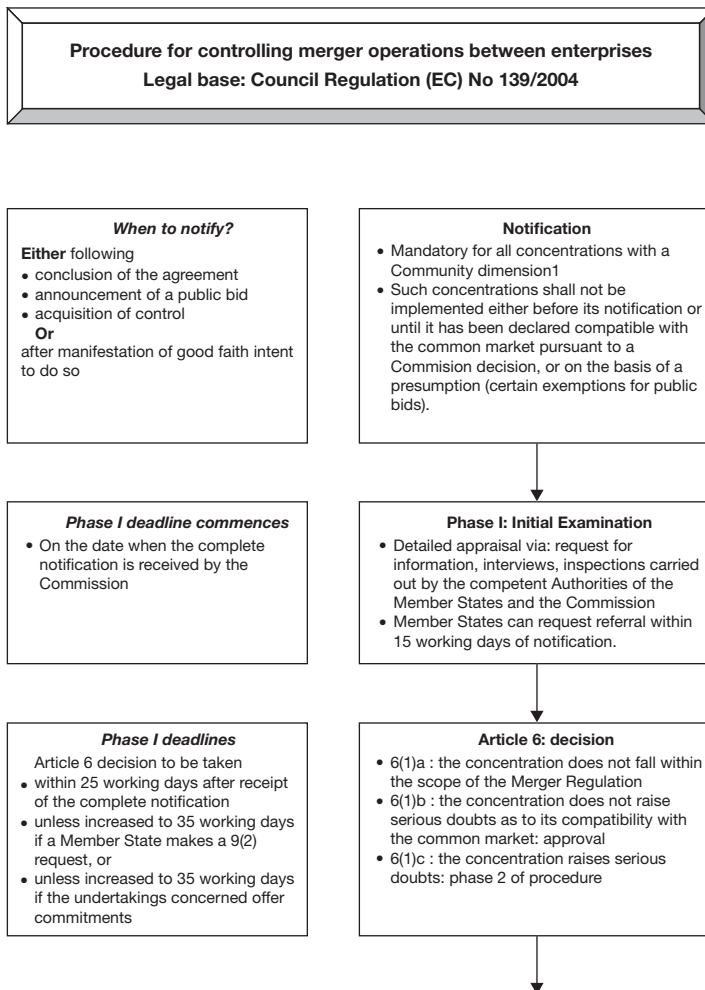 Procedure for controlling merger operations between enterprises
Legal base: Council Regulation (EC) No 139/2004
When to notify?
Either following
• conclusion of the agreement
• announcement of a public bid
• acquisition of control
Or
after manifestation of good faith intent
to do so
Notification
• Mandatory for all concentrations with a
Community dimension1
• Such concentrations shall not be
implemented either before its notification or
until it has been declared compatible with
the common market pursuant to a
Commision decision, or on the basis of a
presumption (certain exemptions for public
bids).
Phase I deadline commences
• On the date when the complete
notification is received by the
Commission
Phase I: Initial Examination
• Detailed appraisal via: request for
information, interviews, inspections carried
out by the competent Authorities of the
Member States and the Commission
• Member States can request referral within
15 working days of notification.
Phase I deadlines
Article 6 decision to be taken
• within 25 working days after receipt
of the complete notification
• unless increased to 35 working days
if a Member State makes a 9(2)
request, or
• unless increased to 35 working days
if the undertakings concerned offer
commitments
Article 6: decision
• 6(1)a : the concentration does not fall within
the scope of the Merger Regulation
• 6(1)b : the concentration does not raise
serious doubts as to its compatibility with
the common market: approval
• 6(1)c : the concentration raises serious
doubts: phase 2 of procedure